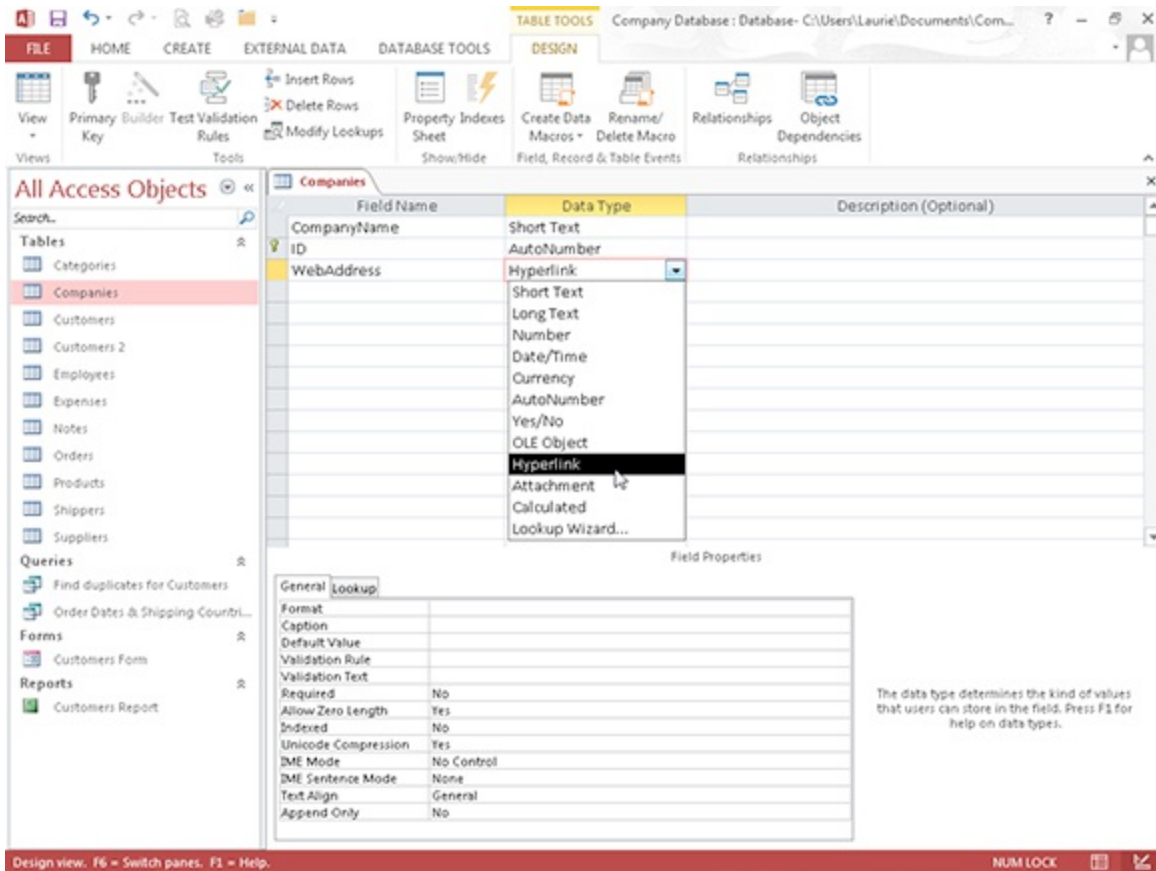 TABLE TOOLS Company Database : Database- C:\Users\Laurie\Documents\Com... ?
FILE HOME CREATE EXTERNAL DATA DATABASE TOOLS DESIGN
View
Primary Key
Builder
Test Validation Rules
Insert Rows
Delete Rows
Modify Lookups
Property Sheet
Indexes
Create Data Macros
Rename/ Delete Macro
Relationships
Object Dependencies
Views Tools Show/Hide Field, Record & Table Events Relationships
All Access Objects
Search...
Tables
Categories
Companies
Customers
Customers 2
Employees
Expenses
Notes
Orders
Products
Shippers
Suppliers
Queries
Find duplicates for Customers
Order Dates & Shipping Countri...
Forms
Customers Form
Reports
Customers Report
Companies
Field Name Data Type Description (Optional)
CompanyName Short Text
ID AutoNumber
WebAddress Hyperlink
Short Text
Long Text
Number
Date/Time
Currency
AutoNumber
Yes/No
OLE Object
Hyperlink
Attachment
Calculated
Lookup Wizard...
Field Properties
General Lookup
Format
Caption
Default Value
Validation Rule
Validation Text
Required No
Allow Zero Length Yes
Indexed No
Unicode Compression Yes
IME Mode No Control
IME Sentence Mode None
Text Align General
Append Only No
The data type determines the kind of values
that users can store in the field. Press F1 for
help on data types.
Design view. F6 = Switch panes. F1 = Help. NUM LOCK